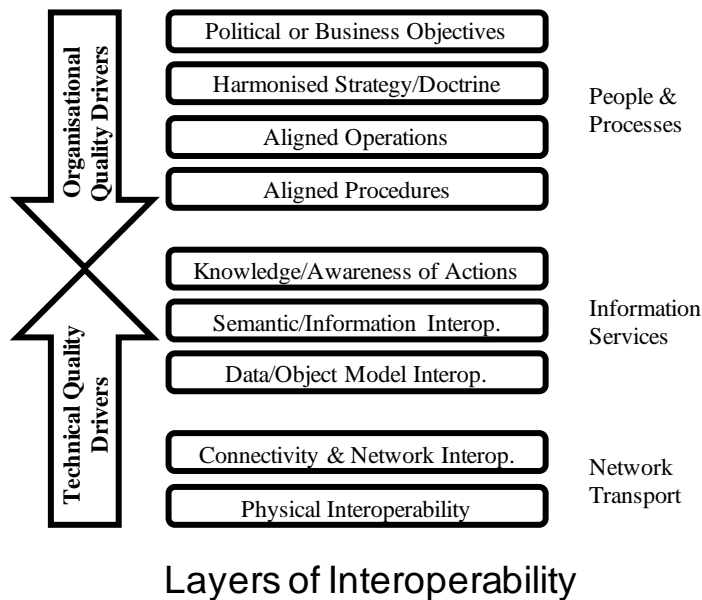 Organisational
Quality Drivers
Political or Business Objectives
Harmonised Strategy/Doctrine
Aligned Operations
Aligned Procedures
People &
Processes
Knowledge/Awareness of Actions
Semantic/Information Interop.
Data/Object Model Interop.
Information
Services
Technical Quality
Drivers
Connectivity & Network Interop.
Physical Interoperability
Network
Transport
Layers of Interoperability